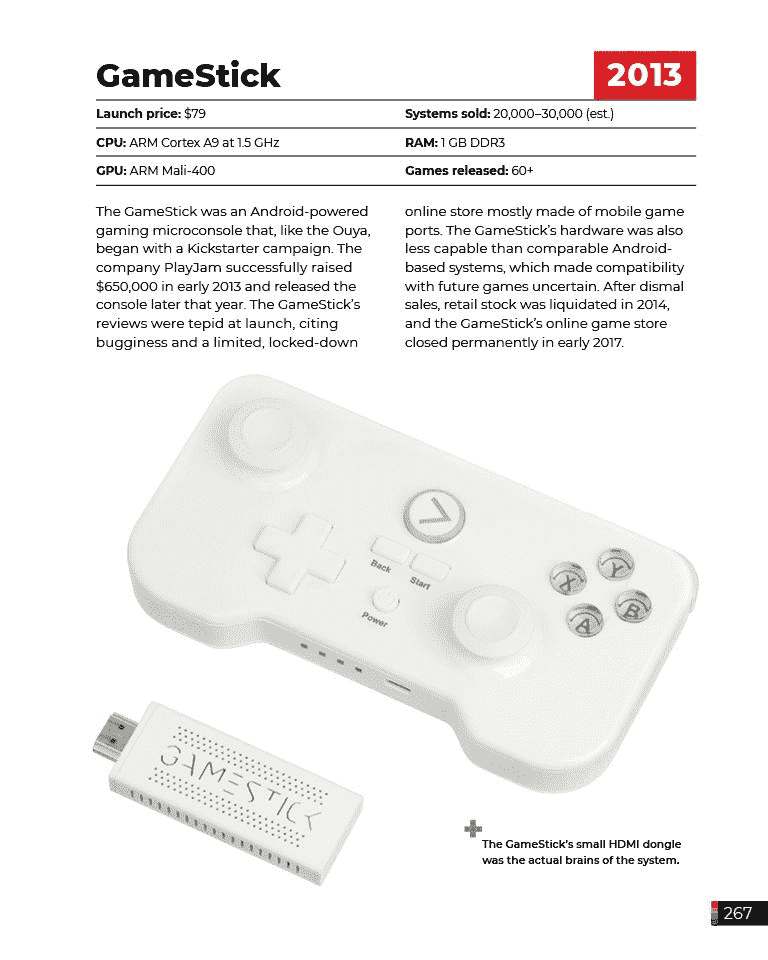 GameStick
2013
Launch price: $79
Systems sold: 20,000–30,000 (est.)
CPU: ARM Cortex A9 at 1.5 GHz
RAM: 1 GB DDR3
GPU: ARM Mali-400
Games released: 60+
The GameStick was an Android-powered
gaming microconsole that, like the Ouya,
began with a Kickstarter campaign. The
company PlayJam successfully raised
$650,000 in early 2013 and released the
console later that year. The GameStick’s
reviews were tepid at launch, citing
bugginess and a limited, locked-down
online store mostly made of mobile game
ports. The GameStick’s hardware was also
less capable than comparable Android-
based systems, which made compatibility
with future games uncertain. After dismal
sales, retail stock was liquidated in 2014,
and the GameStick’s online game store
closed permanently in early 2017.
Back
Start
Power
X
Y
A
B
GAMESTICK
The GameStick’s small HDMI dongle
was the actual brains of the system.
267